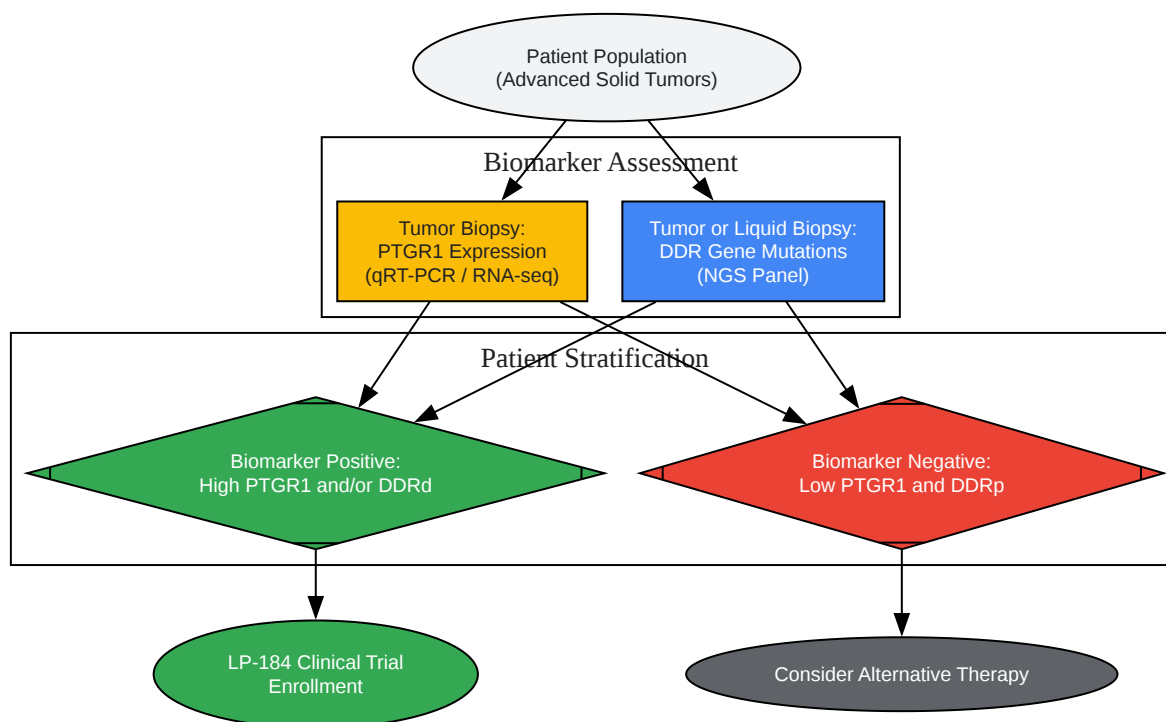 Patient Population
(Advanced Solid Tumors)
Biomarker Assessment
Tumor Biopsy:
PTGR1 Expression
(qRT-PCR / RNA-seq)
Tumor or Liquid Biopsy:
DDR Gene Mutations
(NGS Panel)
Patient Stratification
Biomarker Positive:
High PTGR1 and/or DDRd
Biomarker Negative:
Low PTGR1 and DDRp
LP-184 Clinical Trial
Enrollment
Consider Alternative Therapy